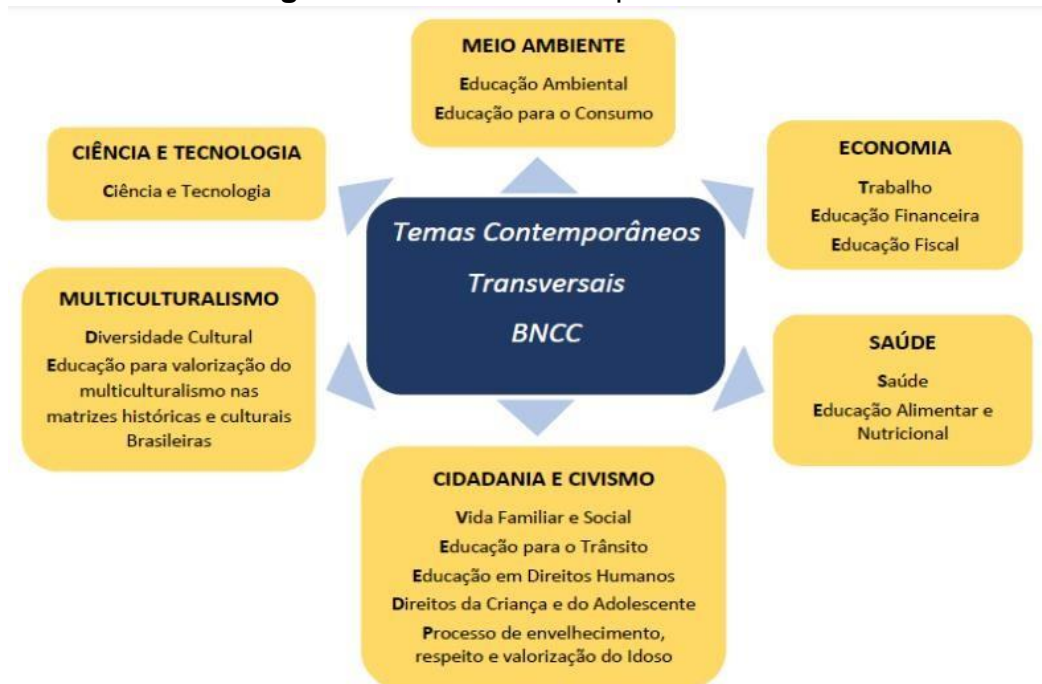 MEIO AMBIENTE
Educação Ambiental
Educação para o Consumo
CIÊNCIA E TECNOLOGIA
Ciência e Tecnologia
ECONOMIA
Trabalho
Educação Financeira
Educação Fiscal
Temas Contemporâneos
Transversais
BNCC
MULTICULTURALISMO
Diversidade Cultural
Educação para valorização do
multiculturalismo nas
matrizes históricas e culturais
Brasileiras
SAÚDE
Saúde
Educação Alimentar e
Nutricional
CIDADANIA E CIVISMO
Vida Familiar e Social
Educação para o Trânsito
Educação em Direitos Humanos
Direitos da Criança e do Adolescente
Processo de envelhecimento,
respeito e valorização do Idoso